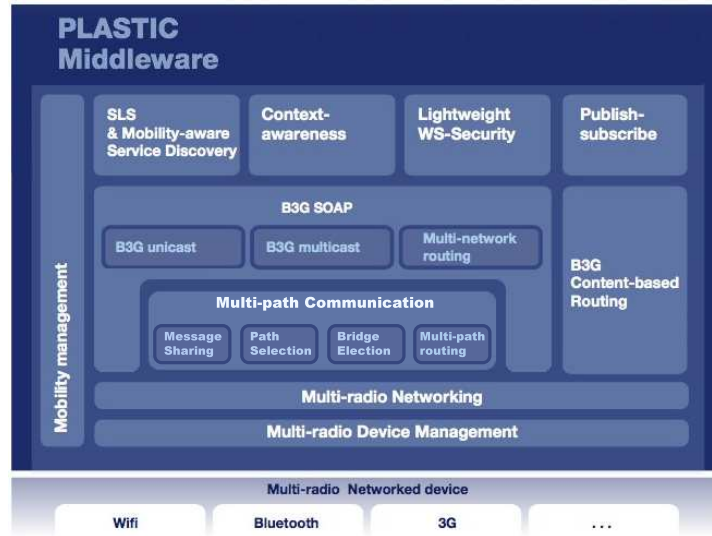 PLASTIC
Middleware
SLS
& Mobility-aware
Service Discovery
Context-
awareness
Lightweight
WS-Security
Publish-
subscribe
Mobility management
B3G SOAP
B3G unicast
B3G multicast
Multi-network
routing
B3G
Content-based
Routing
Multi-path Communication
Message
Sharing
Path
Selection
Bridge
Election
Multi-path
routing
Multi-radio Networking
Multi-radio Device Management
Multi-radio Networked device
Wifi
Bluetooth
3G
...